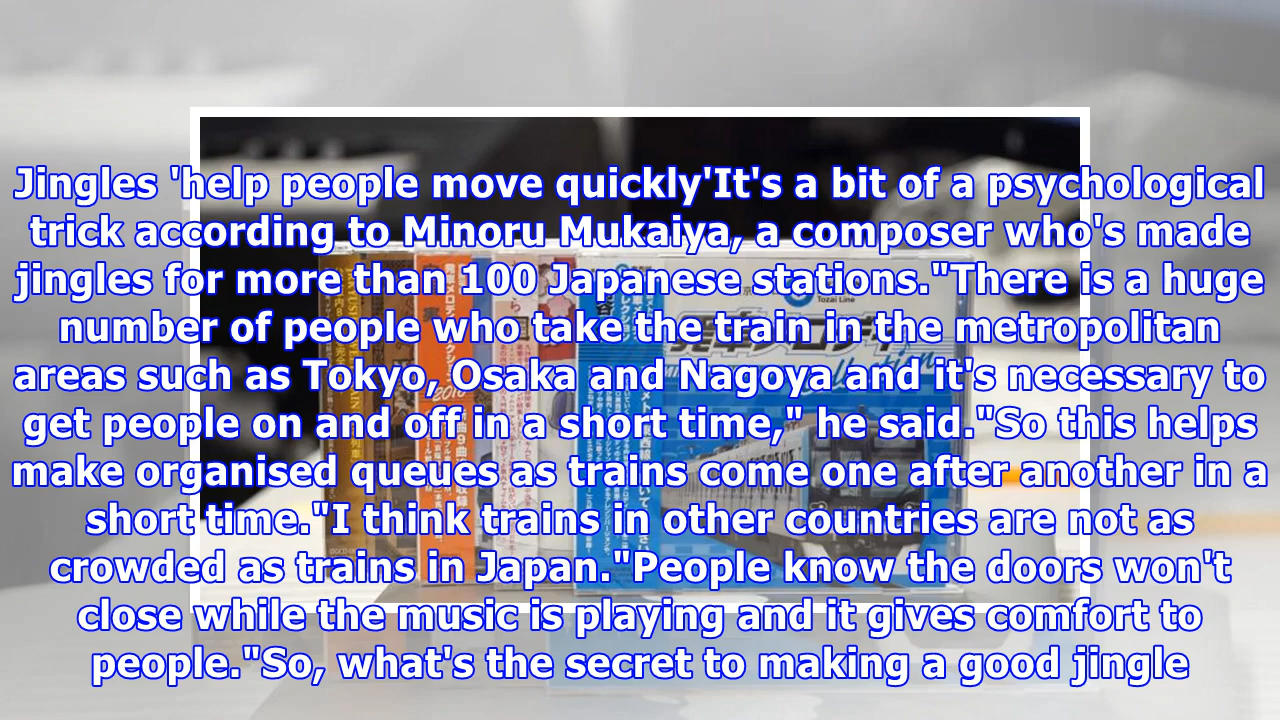 Jingles 'help people move quickly'It's a bit of a psychological
trick according to Minoru Mukaiya, a composer who's made
jingles for more than 100 Japanese stations."There is a huge
number of people who take the train in the metropolitan
areas such as Tokyo, Osaka and Nagoya and it's necessary to
get people on and off in a short time," he said."So this helps
make organised queues as trains come one after another in a
short time."I think trains in other countries are not as
crowded as trains in Japan. "People know the doors won't
close while the music is playing and it gives comfort to
people."So, what's the secret to making a good jingle
Tozai Line